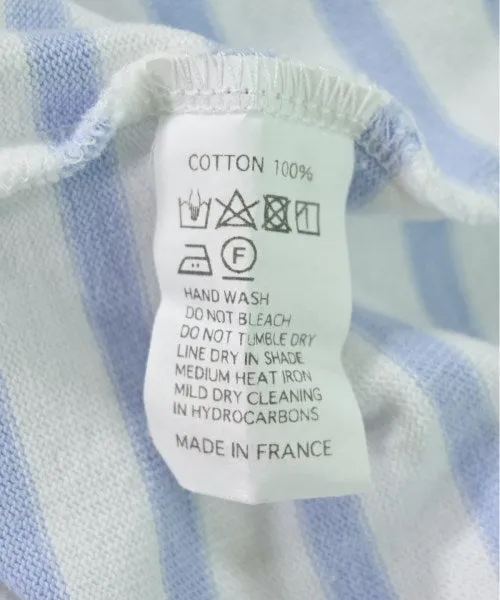 COTTON 100%
F
HAND WASH
DO NOT BLEACH
DO NOT TUMBLE DRY
LINE DRY IN SHADE
MEDIUM HEAT IRON
MILD DRY CLEANING
IN HYDROCARBONS
MADE IN FRANCE